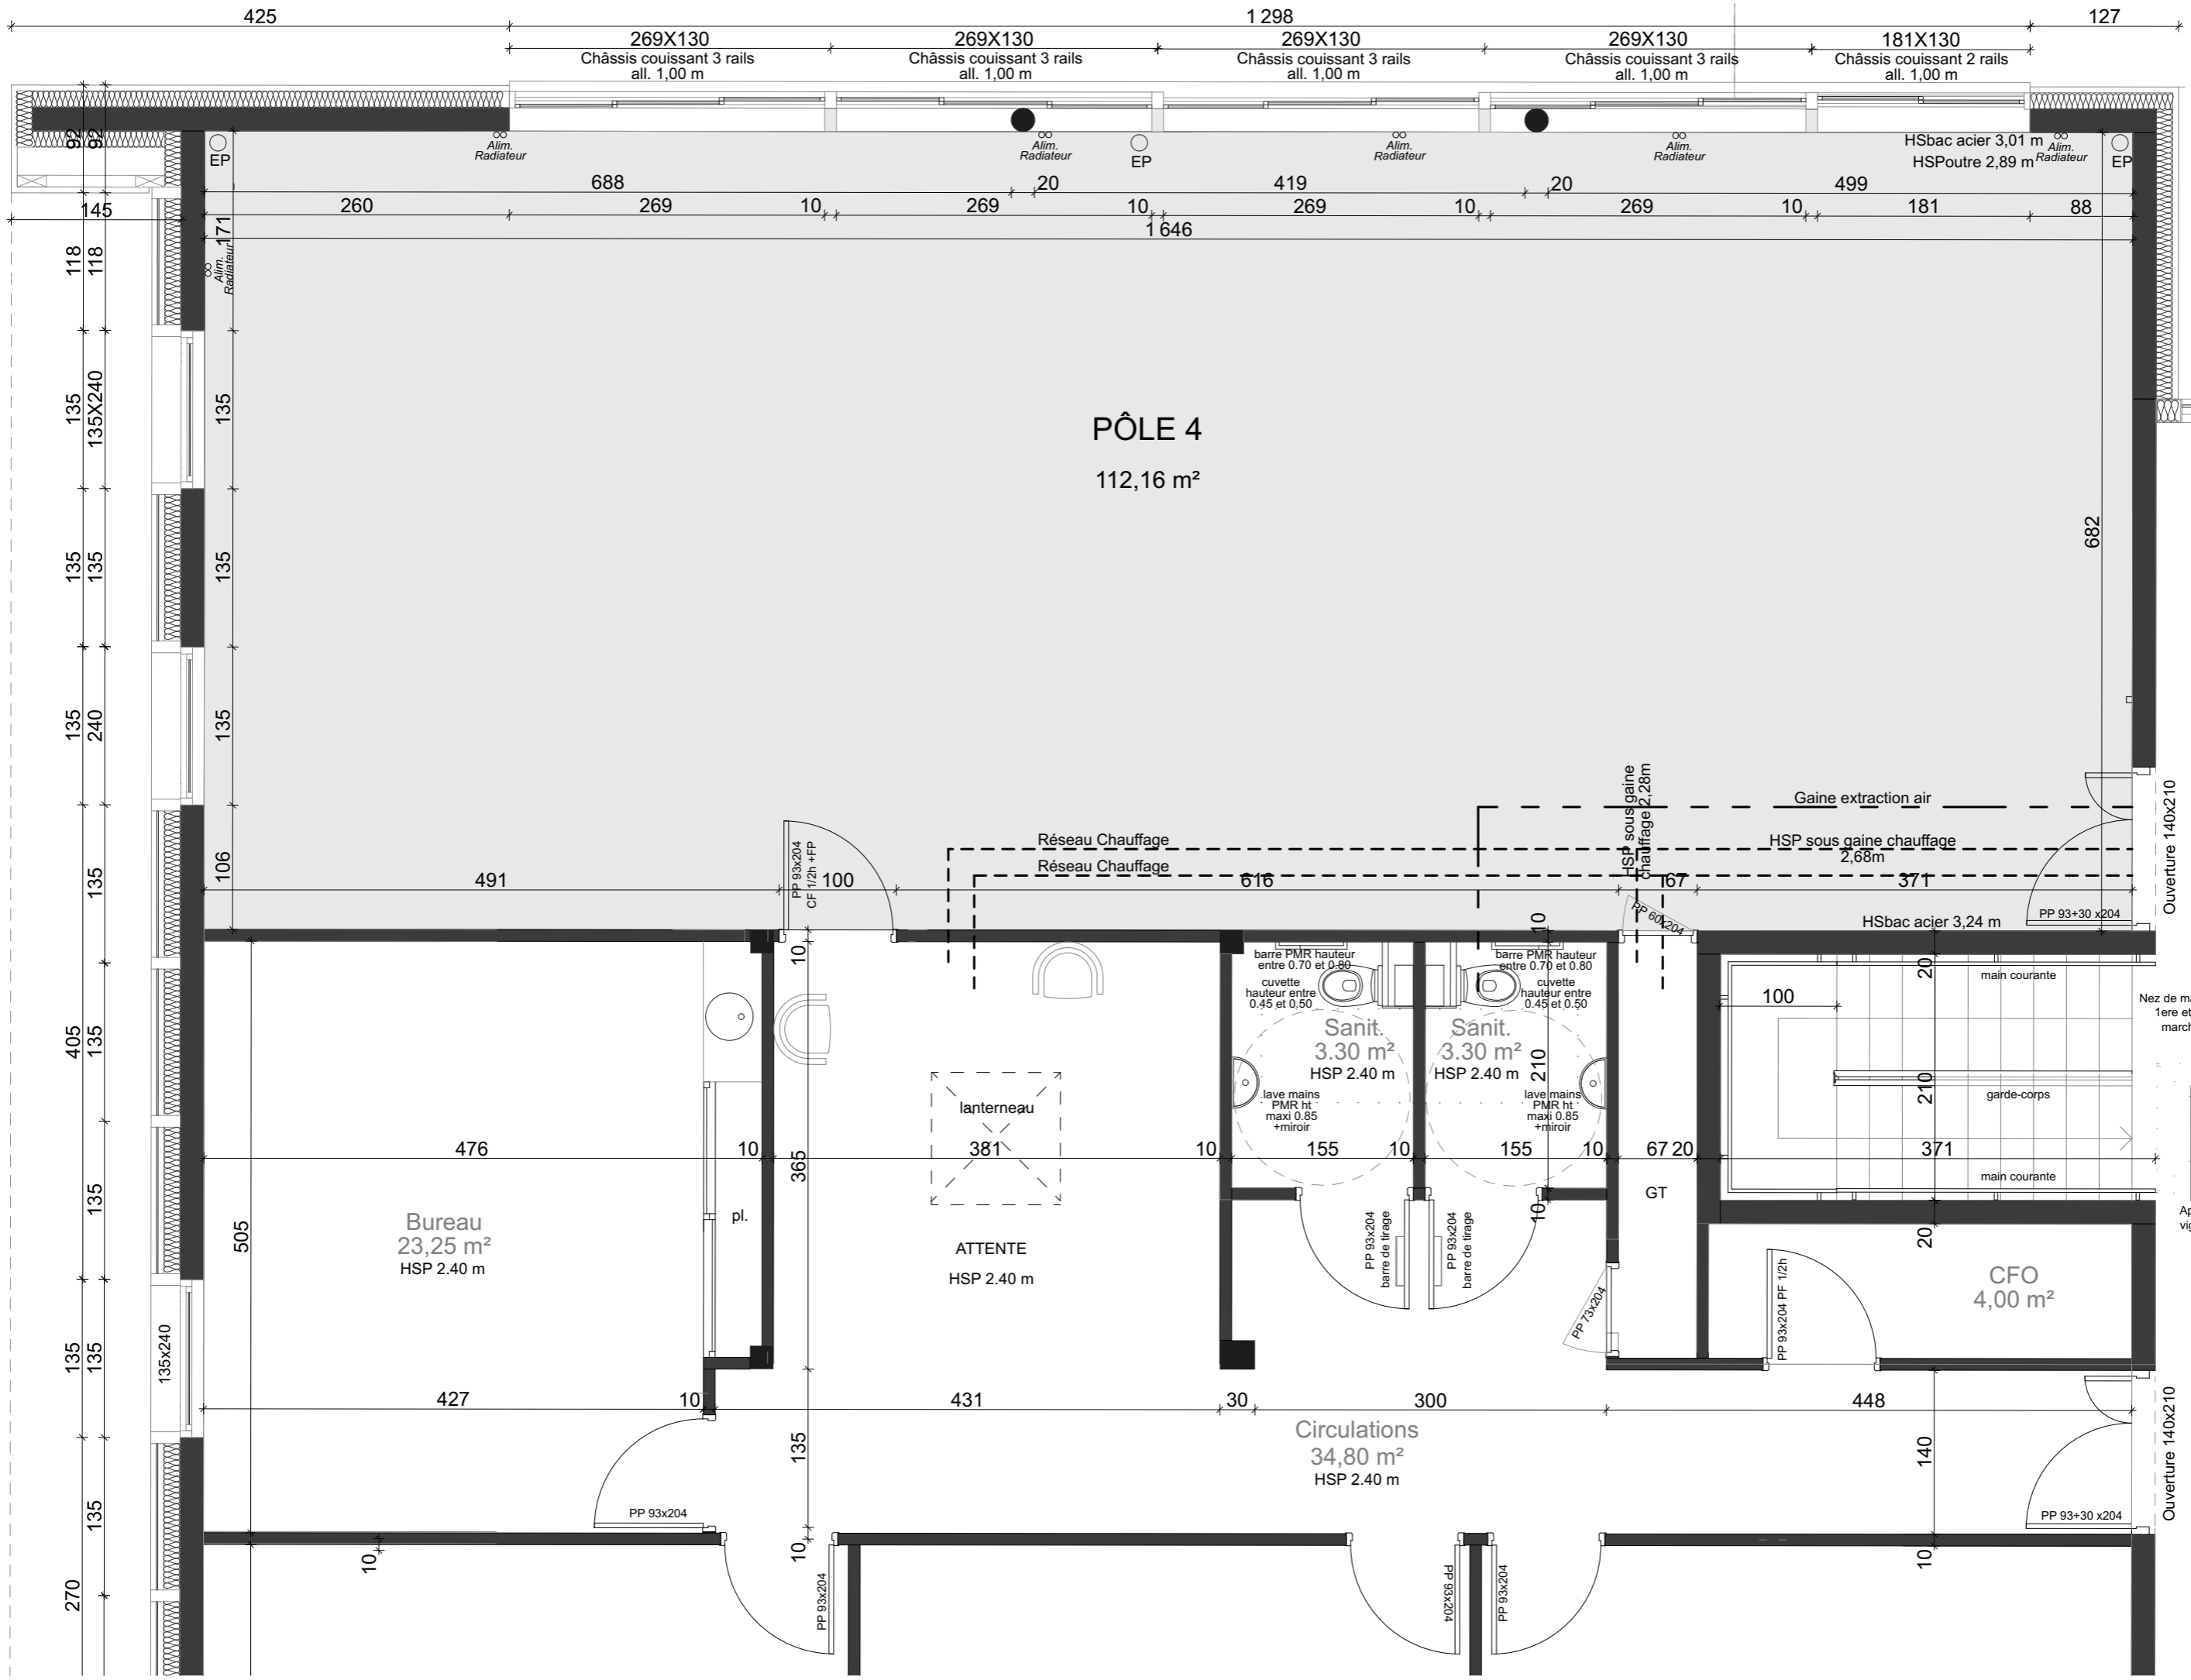 425
1 298
127
269X130
269X130
269X130
269X130
181X130
Châssis couissant 3 rails
all. 1,00 m
Châssis couissant 3 rails
all. 1,00 m
Châssis couissant 3 rails
all. 1,00 m
Châssis couissant 3 rails
all. 1,00 m
Châssis couissant 2 rails
all. 1,00 m
92
92
EP
Alim.
Radiateur
Alim.
Radiateur
EP
Alim.
Radiateur
Alim.
Radiateur
HSbac acier 3,01 m
HSPoutre 2,89 m
Alim.
Radiateur
EP
688
20
419
20
499
145
260
269
10
269
10
269
10
269
10
181
88
1 646
171
Alim.
Radiateur
118
118
135
135X240
135
PÔLE 4
112,16 m²
135
135
135
682
135
240
135
HSP sous gaine
chauffage 2,28m
Gaine extraction air
Ouverture 140x210
Réseau Chauffage
Réseau Chauffage
HSP sous gaine chauffage
2,68m
106
135
491
PP 93x204
CF 1/2h +FP
100
616
67
371
PP 60x204
PP 93+30 x204
HSbac acier 3,24 m
10
10
20
barre PMR hauteur
entre 0.70 et 0.80
cuvette
hauteur entre
0.45 et 0,50
barre PMR hauteur
entre 0.70 et 0.80
cuvette
hauteur entre
0.45 et 0.50
main courante
100
Nez de ma
1ere et
march
405
135
Sanit.
3.30 m²
HSP 2.40 m
Sanit.
3.30 m²
HSP 2.40 m
210
210
lanterneau
lave mains
PMR ht
maxi 0.85
+miroir
lave mains
PMR ht
maxi 0.85
+miroir
garde-corps
476
10
365
381
10
155
10
155
10
67
20
371
main courante
135
505
Bureau
23,25 m²
HSP 2.40 m
pl.
ATTENTE
HSP 2.40 m
PP 93x204
barre de tirage
PP 93x204
barre de tirage
10
GT
20
Ap
vig
CFO
4,00 m²
PP 73x204
PP 93x204 PF 1/2h
135
135
135x240
427
10
431
30
300
448
Circulations
34,80 m²
HSP 2.40 m
135
140
Ouverture 140x210
135
PP 93x204
PP 93+30 x204
10
10
10
270
PP 93x204
PP 93x204
PP 93x204